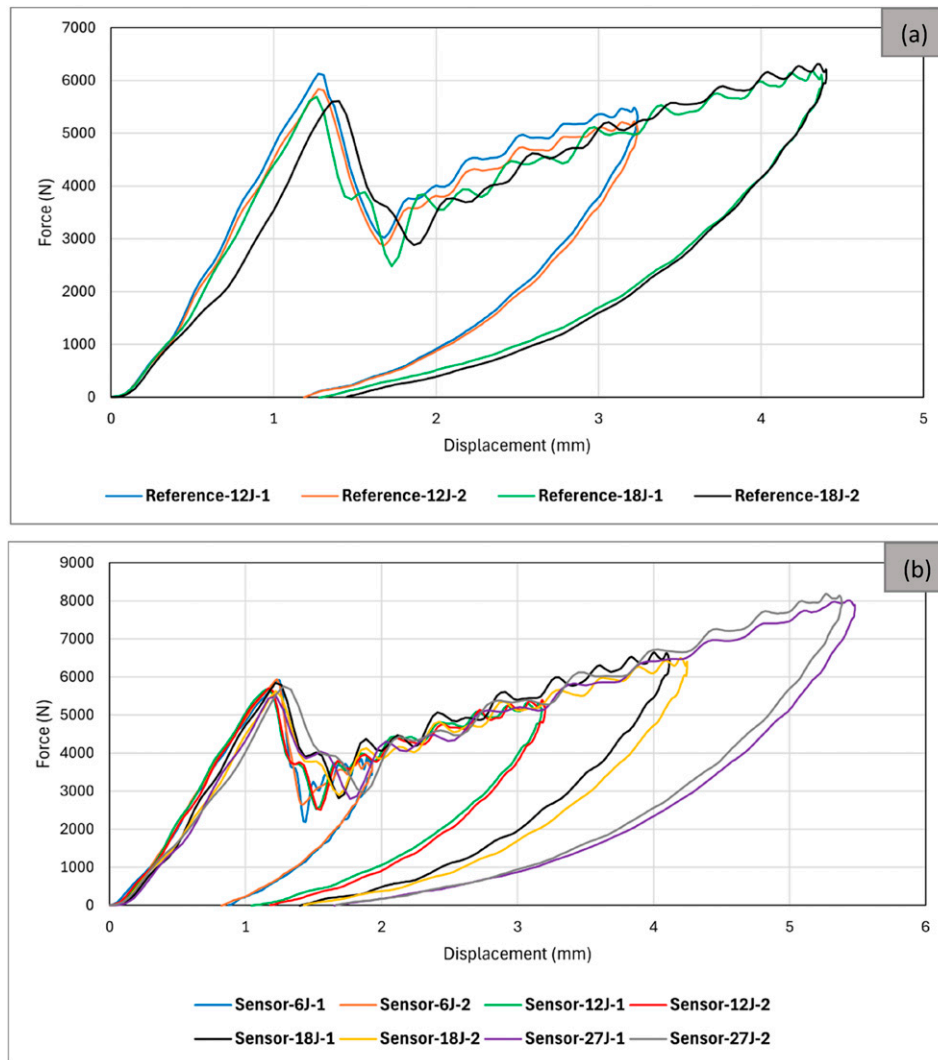 (a)
7000
6000
5000
4000
3000
2000
1000
0
Force (N)
0 1 2 3 4 5
Displacement (mm)
Reference-12J-1 Reference-12J-2 Reference-18J-1 Reference-18J-2
(b)
9000
8000
7000
6000
5000
4000
3000
2000
1000
0
Force (N)
0 1 2 3 4 5 6
Displacement (mm)
Sensor-6J-1 Sensor-6J-2 Sensor-12J-1 Sensor-12J-2
Sensor-18J-1 Sensor-18J-2 Sensor-27J-1 Sensor-27J-2